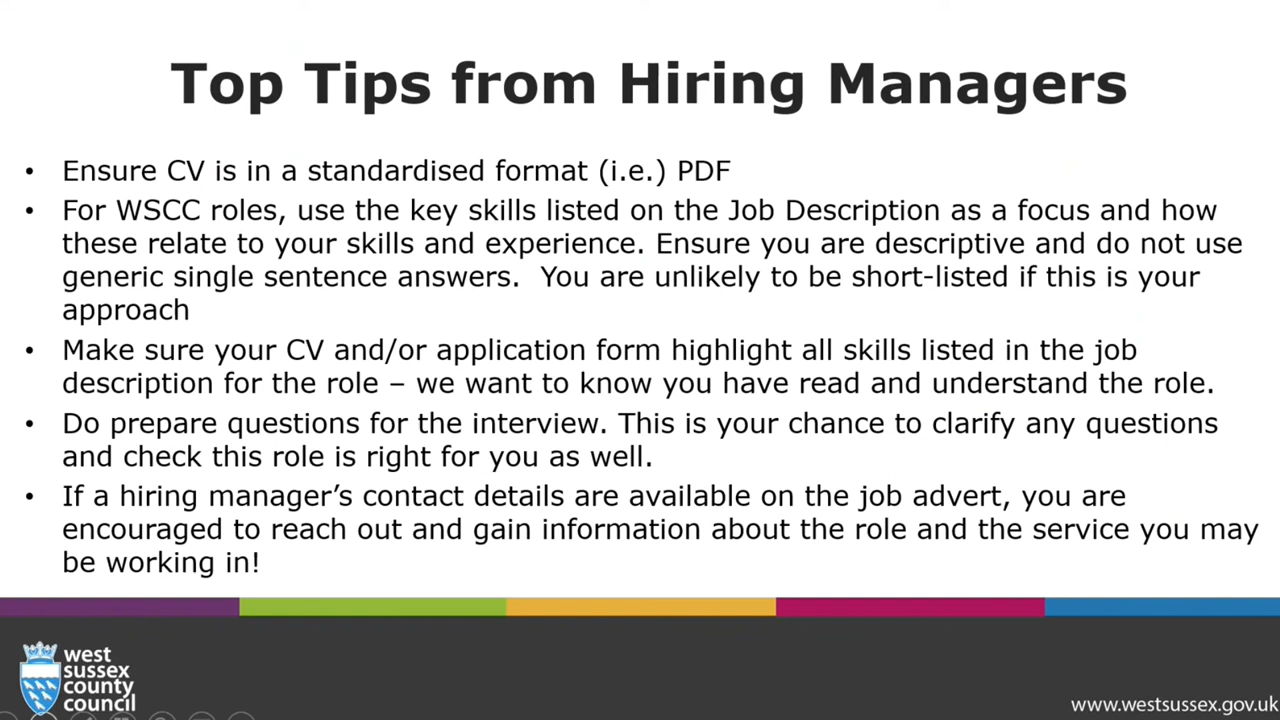 Top Tips from Hiring Managers
• Ensure CV is in a standardised format (i.e.) PDF
• For WSCC roles, use the key skills listed on the Job Description as a focus and how
these relate to your skills and experience. Ensure you are descriptive and do not use
generic single sentence answers.  You are unlikely to be short-listed if this is your
approach
• Make sure your CV and/or application form highlight all skills listed in the job
description for the role – we want to know you have read and understand the role.
• Do prepare questions for the interview. This is your chance to clarify any questions
and check this role is right for you as well.
• If a hiring manager’s contact details are available on the job advert, you are
encouraged to reach out and gain information about the role and the service you may
be working in!
west
sussex
county
council
www.westsussex.gov.uk